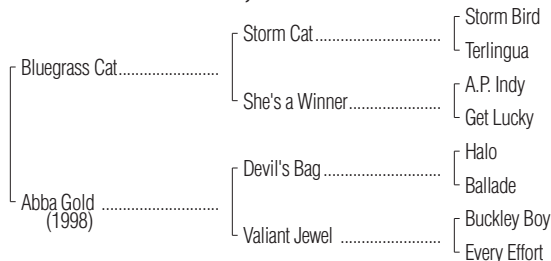 Storm Bird
Storm Cat..............................
Terlingua
Bluegrass Cat........................
A.P. Indy
She's a Winner......................
Get Lucky
Halo
Devil's Bag............................
Ballade
Abba Gold ............................
(1998)
Buckley Boy
Valiant Jewel ........................
Every Effort